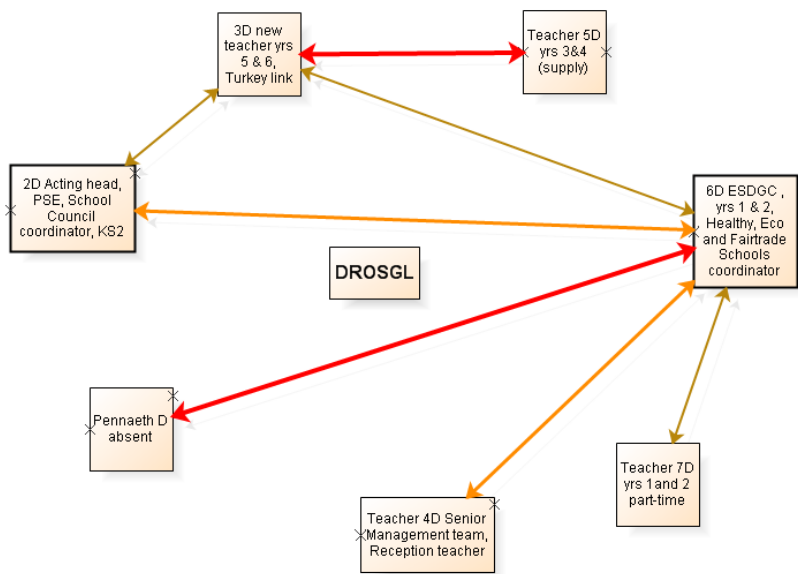 3D new
teacher yrs
5 & 6,
Turkey link
Teacher 5D
yrs 3&4
(supply)
2D Acting head,
PSE, School
Council
coordinator, KS2
6D ESDGC ,
yrs 1 & 2,
Healthy, Eco
and Fairtrade
Schools
coordinator
DROSGL
Pennaeth D
absent
Teacher 4D Senior
Management team,
Reception teacher
Teacher 7D
yrs 1and 2
part-time